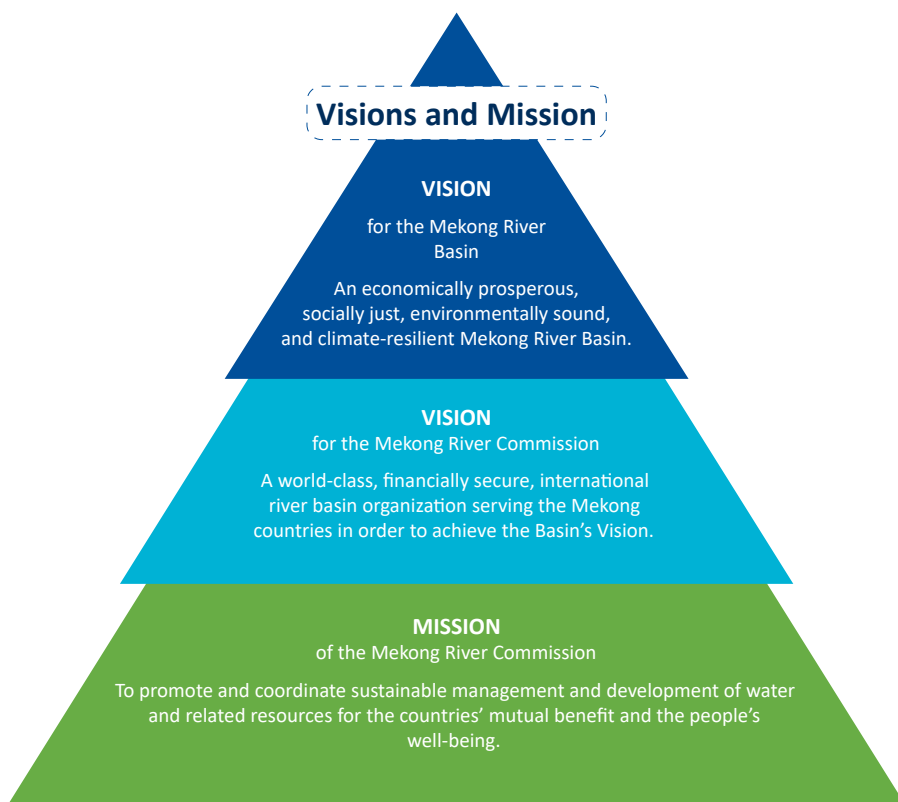 Visions and Mission
VISION
for the Mekong River
Basin
An economically prosperous,
socially just, environmentally sound,
and climate-resilient Mekong River Basin.
VISION
for the Mekong River Commission
A world-class, financially secure, international
river basin organization serving the Mekong
countries in order to achieve the Basin’s Vision.
MISSION
of the Mekong River Commission
To promote and coordinate sustainable management and development of water
and related resources for the countries’ mutual benefit and the people’s
well-being.